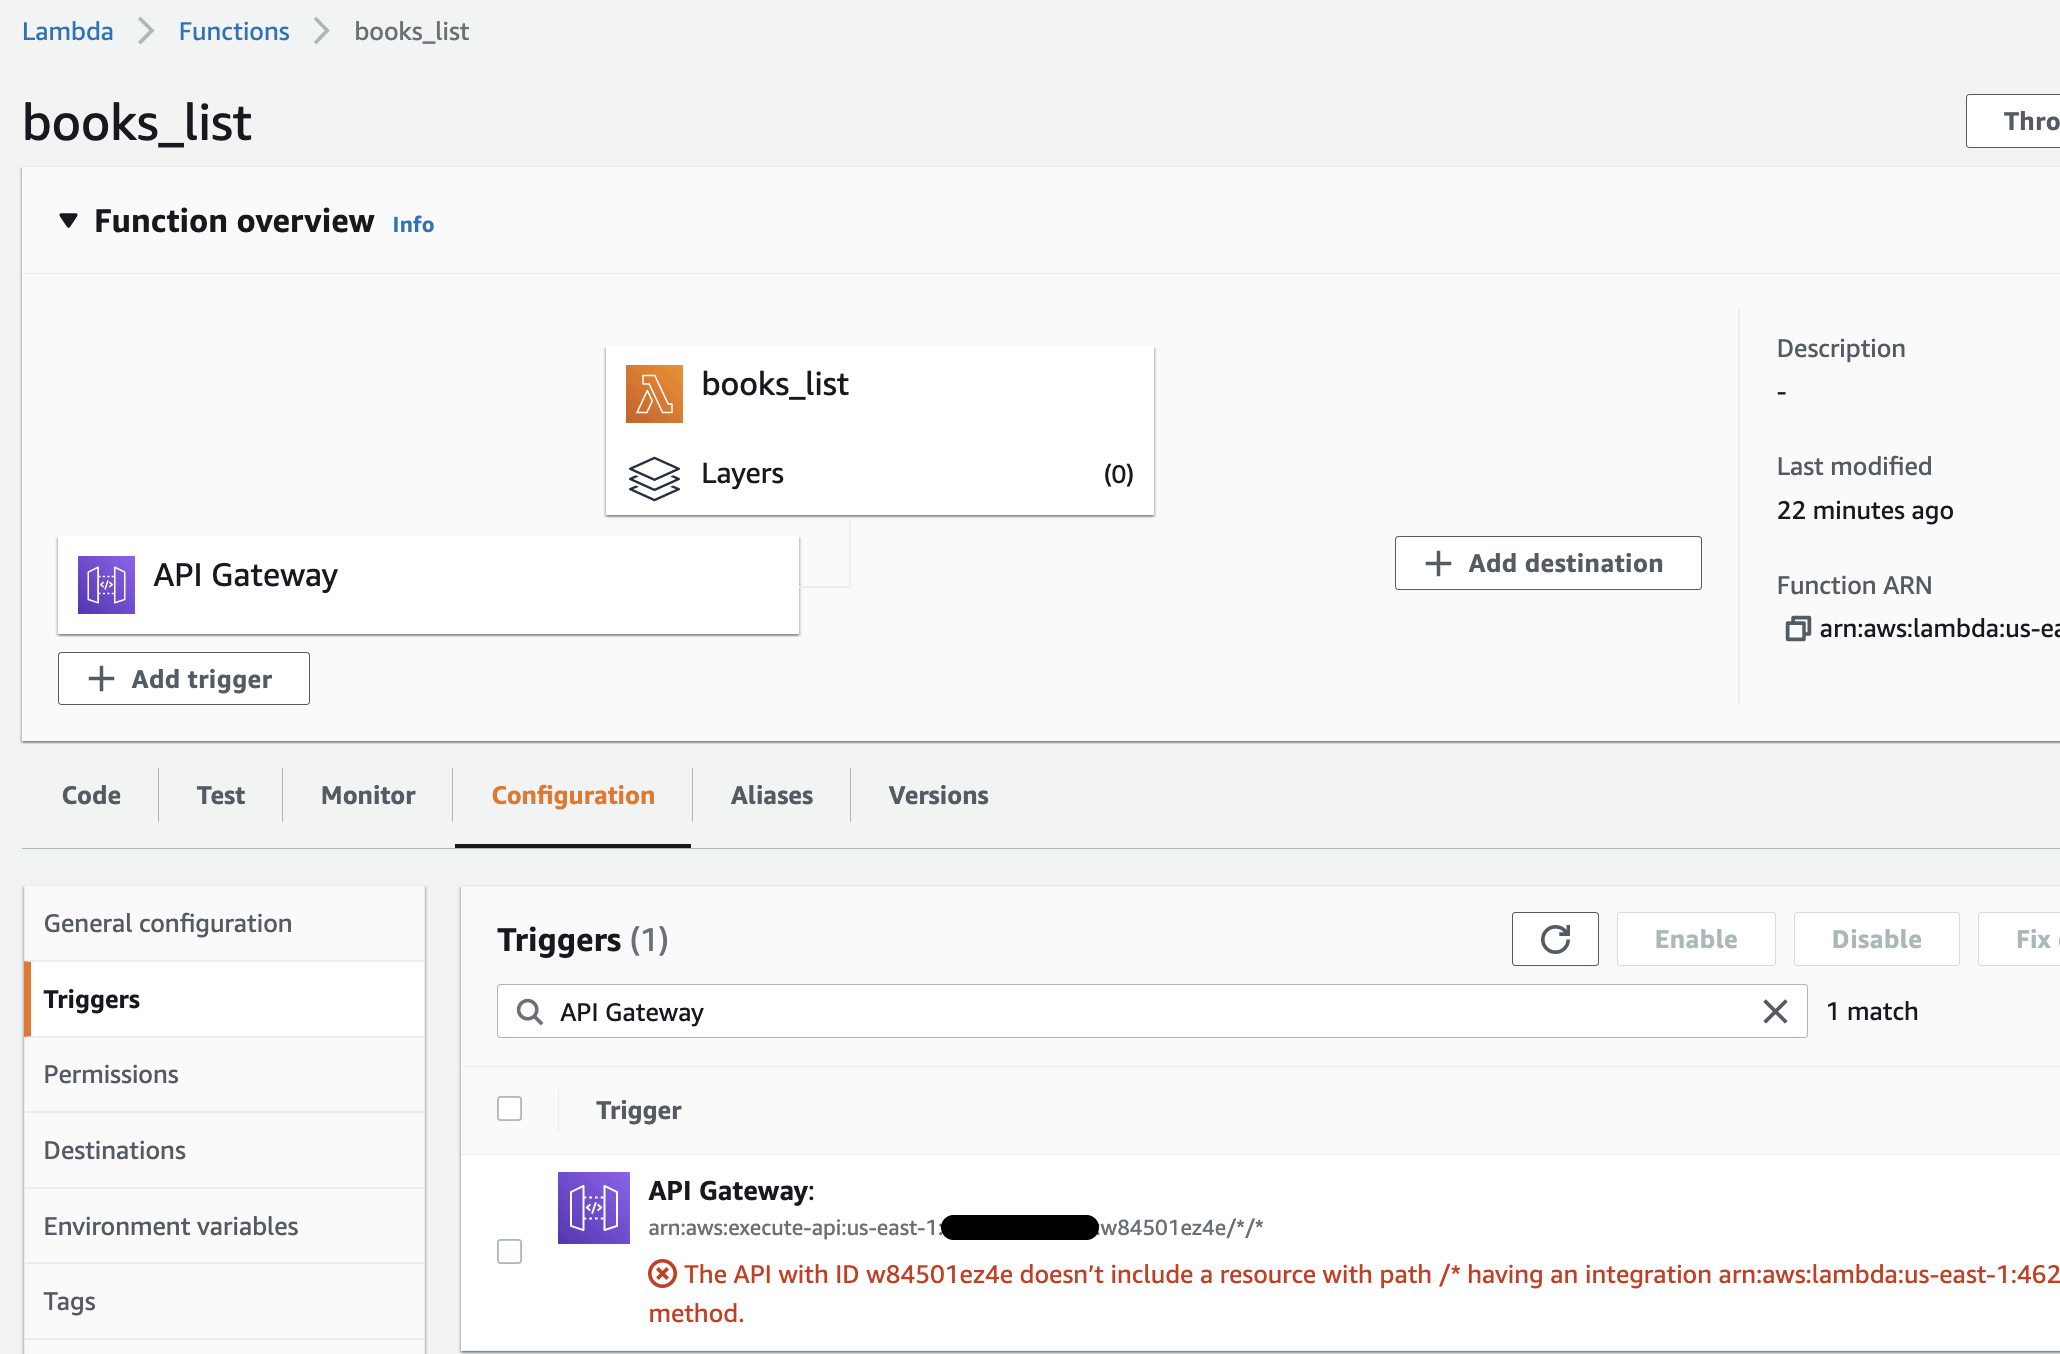 Lambda > Functions > books_list
books_list
Thro
Function overview Info
books_list
Layers (0)
API Gateway
Add trigger
Add destination
Description
-
Last modified
22 minutes ago
Function ARN
arn:aws:lambda:us-ea
Code Test Monitor Configuration Aliases Versions
General configuration
Triggers
Permissions
Destinations
Environment variables
Tags
Triggers (1)
Enable Disable Fix
API Gateway 1 match
Trigger
API Gateway:
arn:aws:execute-api:us-east-1: w84501ez4e/*/*
The API with ID w84501ez4e doesn't include a resource with path /* having an integration arn:aws:lambda:us-east-1:462
method.